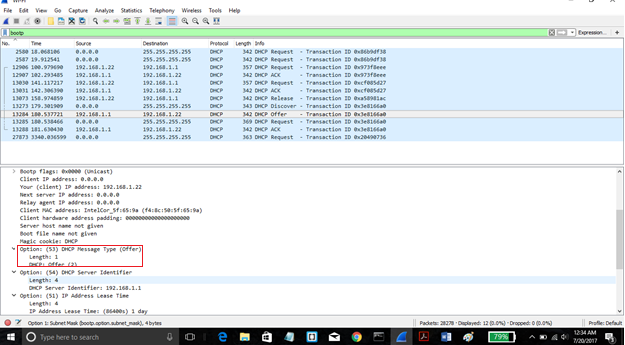 Wi-Fi
File Edit View Go Capture Analyze Statistics Telephony Wireless Tools Help
bootp
Expression... +
No. Time Source Destination Protocol Length Info
2580 18.068106 0.0.0.0 255.255.255.255 DHCP 342 DHCP Request - Transaction ID 0x86b9df38
2587 19.912541 0.0.0.0 255.255.255.255 DHCP 342 DHCP Request - Transaction ID 0x86b9df38
12906 100.979690 192.168.1.22 192.168.1.1 DHCP 357 DHCP Request - Transaction ID 0x973f8eee
12907 102.293485 192.168.1.1 192.168.1.22 DHCP 342 DHCP ACK - Transaction ID 0x973f8eee
13030 141.117217 192.168.1.22 192.168.1.1 DHCP 357 DHCP Request - Transaction ID 0xcf085d27
13031 142.306390 192.168.1.1 192.168.1.22 DHCP 342 DHCP ACK - Transaction ID 0xcf085d27
13073 158.974859 192.168.1.22 192.168.1.1 DHCP 342 DHCP Release - Transaction ID 0xa58981ac
13273 179.301909 0.0.0.0 255.255.255.255 DHCP 343 DHCP Discover - Transaction ID 0x3e8166a0
13284 180.537721 192.168.1.1 192.168.1.22 DHCP 342 DHCP Offer - Transaction ID 0x3e8166a0
13285 180.538466 0.0.0.0 255.255.255.255 DHCP 369 DHCP Request - Transaction ID 0x3e8166a0
13288 181.630430 192.168.1.1 192.168.1.22 DHCP 342 DHCP ACK - Transaction ID 0x3e8166a0
27873 3340.036599 0.0.0.0 255.255.255.255 DHCP 363 DHCP Request - Transaction ID 0x20490736
Bootp flags: 0x0000 (Unicast)
Client IP address: 0.0.0.0
Your (client) IP address: 192.168.1.22
Next server IP address: 0.0.0.0
Relay agent IP address: 0.0.0.0
Client MAC address: IntelCor_5f:65:9a (f4:8c:50:5f:65:9a)
Client hardware address padding: 00000000000000000000
Server host name not given
Boot file name not given
Magic cookie: DHCP
Option: (53) DHCP Message Type (Offer)
Length: 1
DHCP: Offer (2)
Option: (54) DHCP Server Identifier
Length: 4
DHCP Server Identifier: 192.168.1.1
Option: (51) IP Address Lease Time
Length: 4
IP Address Lease Time: (86400s) 1 day
Option 1: Subnet Mask (bootp.option.subnet_mask), 4 bytes
Packets: 28278 · Displayed: 12 (0.0%) · Dropped: 0 (0.0%)
Profile: Default
Type here to search
79%
12:34 AM
7/20/2017